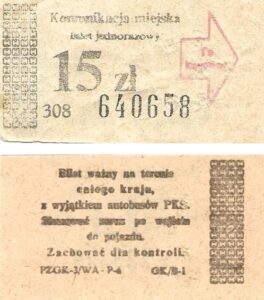 Komunikacja miejska
bilet jednorazowy
15 zł
308 640658
Bilet ważny na terenie
całego kraju,
z wyjątkiem autobusów PKS.
Skasować zaraz po wejściu
do pojazdu.
Zachować dla kontroli.
PZGK-3/WA - P-6 GK/B-1